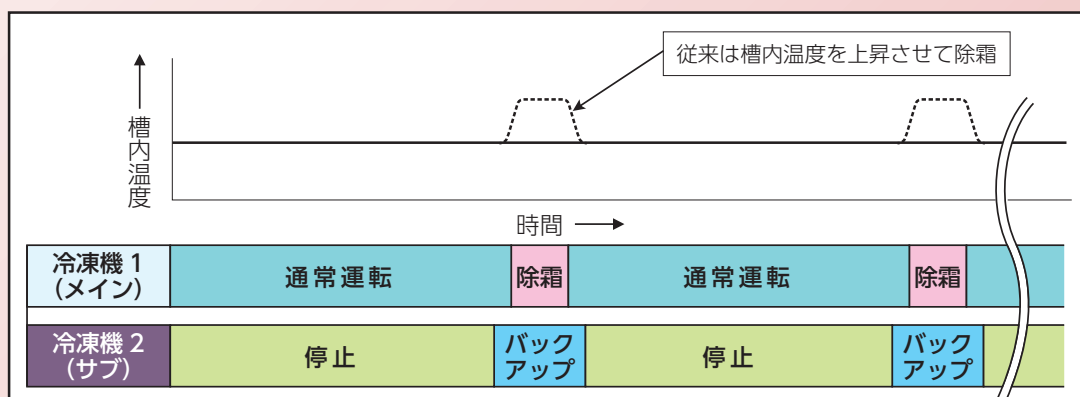 従来は槽内温度を上昇させて除霜
槽内温度
時間
冷凍機 1
(メイン)
通常運転
除霜
通常運転
除霜
冷凍機 2
(サブ)
停止
バック
アップ
停止
バック
アップ